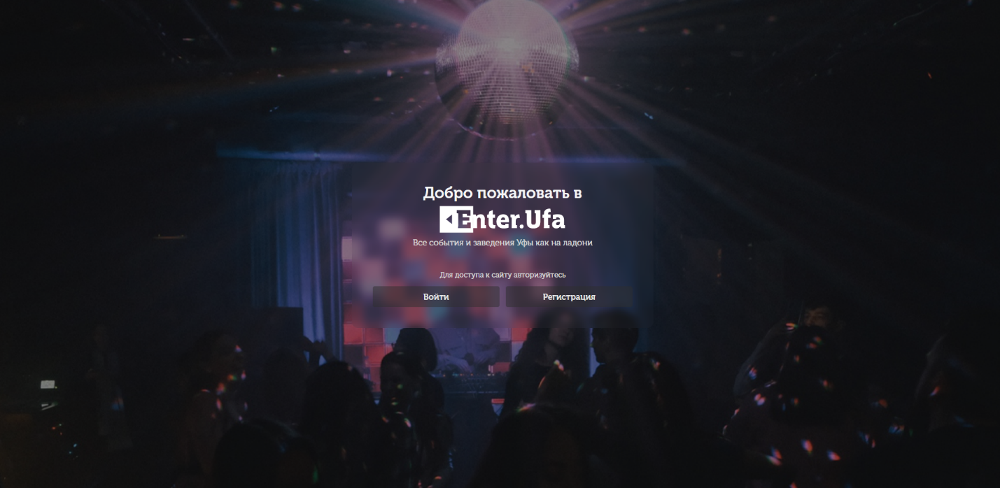 Добро пожаловать в
Enter.Ufa
Все события и заведения Уфы как на ладони
Для доступа к сайту авторизуйтесь
Войти
Регистрация